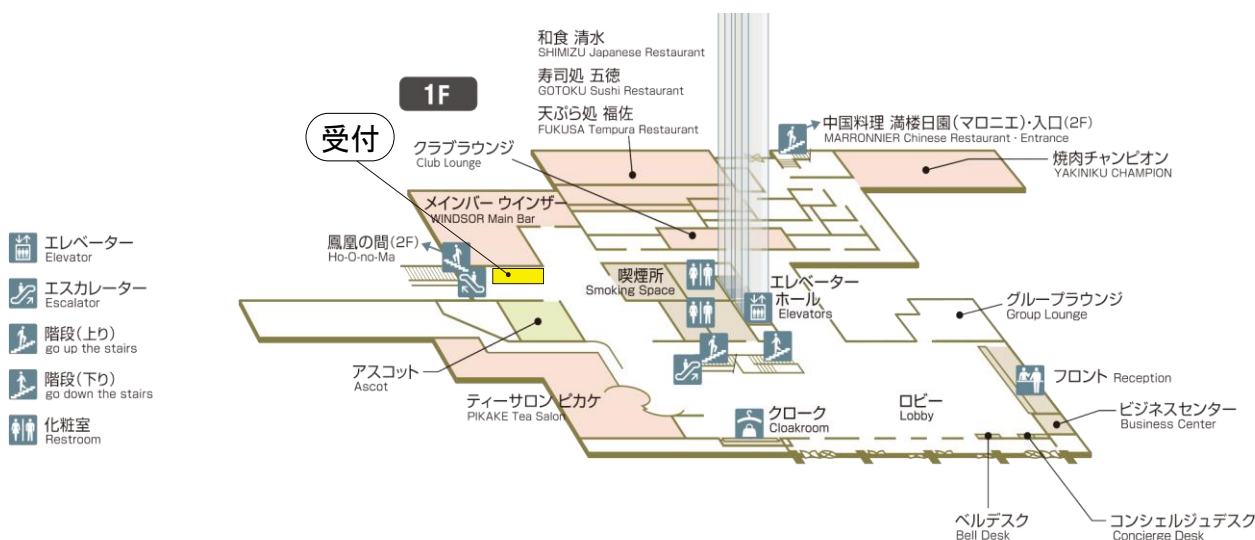 和食 清水
SHIMIZU Japanese Restaurant
寿司処 五徳
GOTOKU Sushi Restaurant
天ぷら処 福佐
FUKUSA Tempura Restaurant
1F
受付
クラブラウンジ
Club Lounge
中国料理 満楼日園(マロニエ)・入口(2F)
MARRONNIER Chinese Restaurant · Entrance
焼肉チャンピオン
YAKINIKU CHAMPION
メインバー ウインザー
WINDSOR Main Bar
鳳凰の間(2F)
Ho-O-no-Ma
エレベーター
Elevator
エスカレーター
Escalator
階段(上り)
go up the stairs
階段(下り)
go down the stairs
化粧室
Restroom
喫煙所
Smoking Space
エレベーター
ホール
Elevators
グループラウンジ
Group Lounge
アスコット
Ascot
ティーサロン ピカケ
PIKAKE Tea Salon
クローク
Cloakroom
ロビー
Lobby
フロント Reception
ビジネスセンター
Business Center
ベルデスク
Bell Desk
コンシェルジュデスク
Concierge Desk